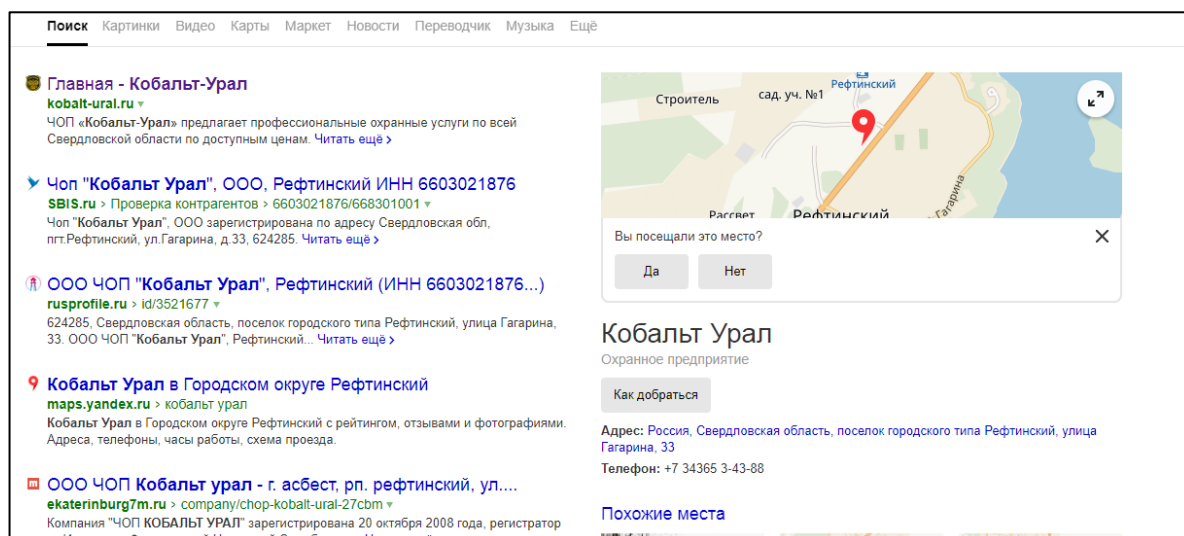 Поиск Картинки Видео Карты Маркет Новости Переводчик Музыка Ещё
Главная - Кобальт-Урал
kobalt-ural.ru
ЧОП «Кобальт-Урал» предлагает профессиональные охранные услуги по всей
Свердловской области по доступным ценам. Читать ещё >
Чоп "Кобальт Урал", ООО, Рефтинский ИНН 6603021876
SBIS.ru > Проверка контрагентов > 6603021876/668301001
Чоп "Кобальт Урал", ООО зарегистрирована по адресу Свердловская обл,
пгт.Рефтинский, ул.Гагарина, д.33, 624285. Читать ещё >
ООО ЧОП "Кобальт Урал", Рефтинский (ИНН 6603021876...)
rusprofile.ru > id/3521677
624285, Свердловская область, поселок городского типа Рефтинский, улица Гагарина,
33. ООО ЧОП "Кобальт Урал", Рефтинский... Читать ещё >
Кобальт Урал в Городском округе Рефтинский
maps.yandex.ru > кобальт урал
Кобальт Урал в Городском округе Рефтинский с рейтингом, отзывами и фотографиями.
Адреса, телефоны, часы работы, схема проезда.
ООО ЧОП Кобальт урал - г. асбест, рп. рефтинский, ул....
ekaterinburg7m.ru > company/chop-kobalt-ural-27cbm
Компания "ЧОП КОБАЛЬТ УРАЛ" зарегистрирована 20 октября 2008 года, регистратор
Рефтинский
Строитель
сад. уч. №1
Гагарина
Рассвет
Рефтинский
Вы посещали это место?
Да Нет
Кобальт Урал
Охранное предприятие
Как добраться
Адрес: Россия, Свердловская область, поселок городского типа Рефтинский, улица
Гагарина, 33
Телефон: +7 34365 3-43-88
Похожие места